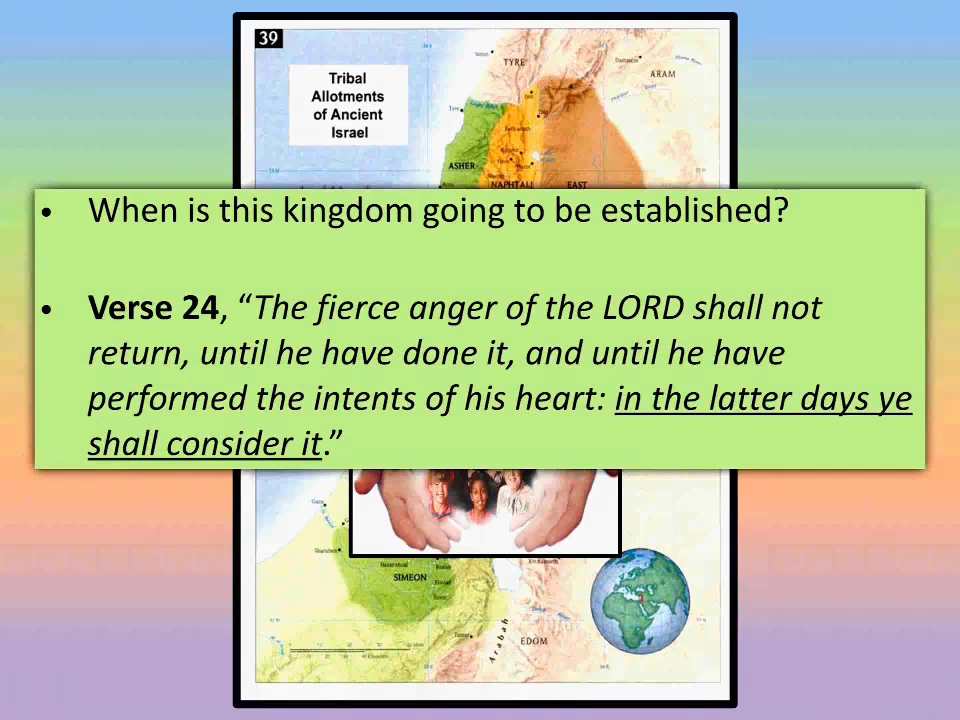 39
Tribal
Allotments
of Ancient
Israel
TYRE
ARAM
Tyre
ASHER
NAPHTALI
EAST
• When is this kingdom going to be established?
• Verse 24, “The fierce anger of the LORD shall not
return, until he have done it, and until he have
performed the intents of his heart: in the latter days ye
shall consider it.”
Gaza
SIMEON
Arabah
EDOM